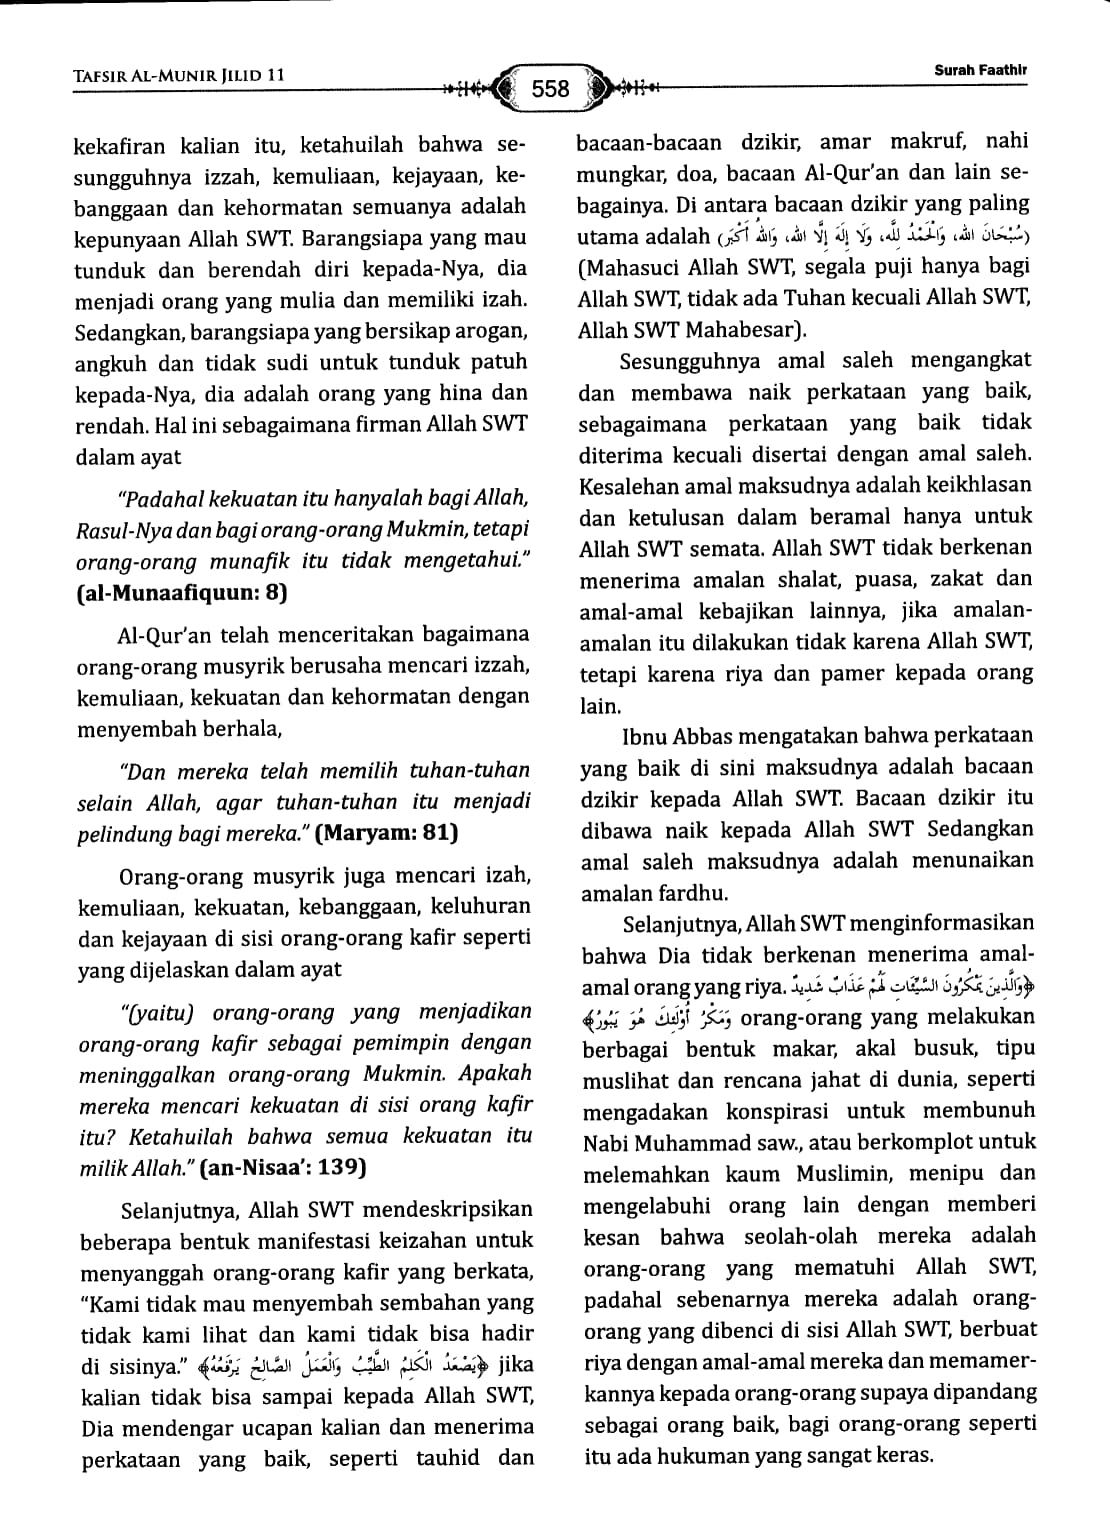 TAFSIR AL-MUNIR JILID 11
558
Surah Faathir
kekafiran kalian itu, ketahuilah bahwa se-
sungguhnya izzah, kemuliaan, kejayaan, ke-
banggaan dan kehormatan semuanya adalah
kepunyaan Allah SWT. Barangsiapa yang mau
tunduk dan berendah diri kepada-Nya, dia
menjadi orang yang mulia dan memiliki izah.
Sedangkan, barangsiapa yang bersikap arogan,
angkuh dan tidak sudi untuk tunduk patuh
kepada-Nya, dia adalah orang yang hina dan
rendah. Hal ini sebagaimana firman Allah SWT
dalam ayat
“Padahal kekuatan itu hanyalah bagi Allah,
Rasul-Nya dan bagi orang-orang Mukmin, tetapi
orang-orang munafik itu tidak mengetahui.”
(al-Munaafiquun: 8)
Al-Qur’an telah menceritakan bagaimana
orang-orang musyrik berusaha mencari izzah,
kemuliaan, kekuatan dan kehormatan dengan
menyembah berhala,
“Dan mereka telah memilih tuhan-tuhan
selain Allah, agar tuhan-tuhan itu menjadi
pelindung bagi mereka.” (Maryam: 81)
Orang-orang musyrik juga mencari izah,
kemuliaan, kekuatan, kebanggaan, keluhuran
dan kejayaan di sisi orang-orang kafir seperti
yang dijelaskan dalam ayat
“(yaitu) orang-orang yang menjadikan
orang-orang kafir sebagai pemimpin dengan
meninggalkan orang-orang Mukmin. Apakah
mereka mencari kekuatan di sisi orang kafir
itu? Ketahuilah bahwa semua kekuatan itu
milik Allah.” (an-Nisaa’: 139)
Selanjutnya, Allah SWT mendeskripsikan
beberapa bentuk manifestasi keizahan untuk
menyanggah orang-orang kafir yang berkata,
“Kami tidak mau menyembah sembahan yang
tidak kami lihat dan kami tidak bisa hadir
di sisinya.” ﴿يَصْعَدُ الْكَلِمُ الطَّيِّبُ وَالْعَمَلُ الصَّالِحُ يَرْفَعُهُ﴾ jika
kalian tidak bisa sampai kepada Allah SWT,
Dia mendengar ucapan kalian dan menerima
perkataan yang baik, seperti tauhid dan
bacaan-bacaan dzikir, amar makruf, nahi
mungkar, doa, bacaan Al-Qur’an dan lain se-
bagainya. Di antara bacaan dzikir yang paling
utama adalah (سُبْحَانَ الله، وَالْحَمْدُ لِلَّه، وَلَا إِلَهَ إِلَّا الله، وَاللهُ أَكْبَر)
(Mahasuci Allah SWT, segala puji hanya bagi
Allah SWT, tidak ada Tuhan kecuali Allah SWT,
Allah SWT Mahabesar).
Sesungguhnya amal saleh mengangkat
dan membawa naik perkataan yang baik,
sebagaimana perkataan yang baik tidak
diterima kecuali disertai dengan amal saleh.
Kesalehan amal maksudnya adalah keikhlasan
dan ketulusan dalam beramal hanya untuk
Allah SWT semata. Allah SWT tidak berkenan
menerima amalan shalat, puasa, zakat dan
amal-amal kebajikan lainnya, jika amalan-
amalan itu dilakukan tidak karena Allah SWT,
tetapi karena riya dan pamer kepada orang
lain.
Ibnu Abbas mengatakan bahwa perkataan
yang baik di sini maksudnya adalah bacaan
dzikir kepada Allah SWT. Bacaan dzikir itu
dibawa naik kepada Allah SWT Sedangkan
amal saleh maksudnya adalah menunaikan
amalan fardhu.
Selanjutnya, Allah SWT menginformasikan
bahwa Dia tidak berkenan menerima amal-
amal orang yang riya. ﴿وَالَّذِينَ يَمْكُرُونَ السَّيِّئَاتِ لَهُمْ عَذَابٌ شَدِيدٌ
وَمَكْرُ أُوْلَئِكَ هُوَ يَبُورُ﴾ orang-orang yang melakukan
berbagai bentuk makar, akal busuk, tipu
muslihat dan rencana jahat di dunia, seperti
mengadakan konspirasi untuk membunuh
Nabi Muhammad saw., atau berkomplot untuk
melemahkan kaum Muslimin, menipu dan
mengelabuhi orang lain dengan memberi
kesan bahwa seolah-olah mereka adalah
orang-orang yang mematuhi Allah SWT,
padahal sebenarnya mereka adalah orang-
orang yang dibenci di sisi Allah SWT, berbuat
riya dengan amal-amal mereka dan memamer-
kannya kepada orang-orang supaya dipandang
sebagai orang baik, bagi orang-orang seperti
itu ada hukuman yang sangat keras.